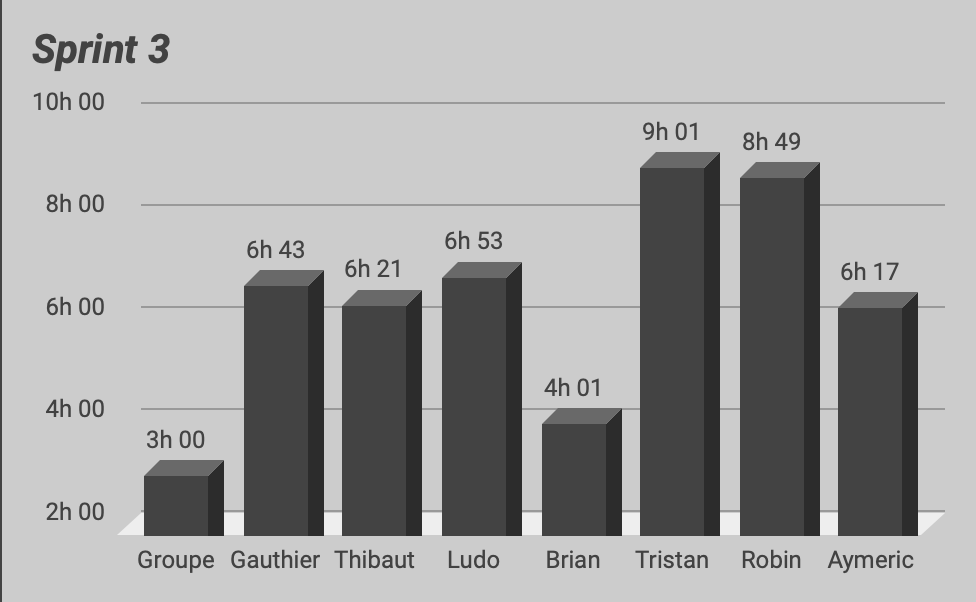 Sprint 3
10h 00
9h 01
8h 49
8h 00
6h 43
6h 21
6h 53
6h 17
6h 00
4h 01
4h 00
3h 00
2h 00
Groupe Gauthier Thibaut Ludo Brian Tristan Robin Aymeric